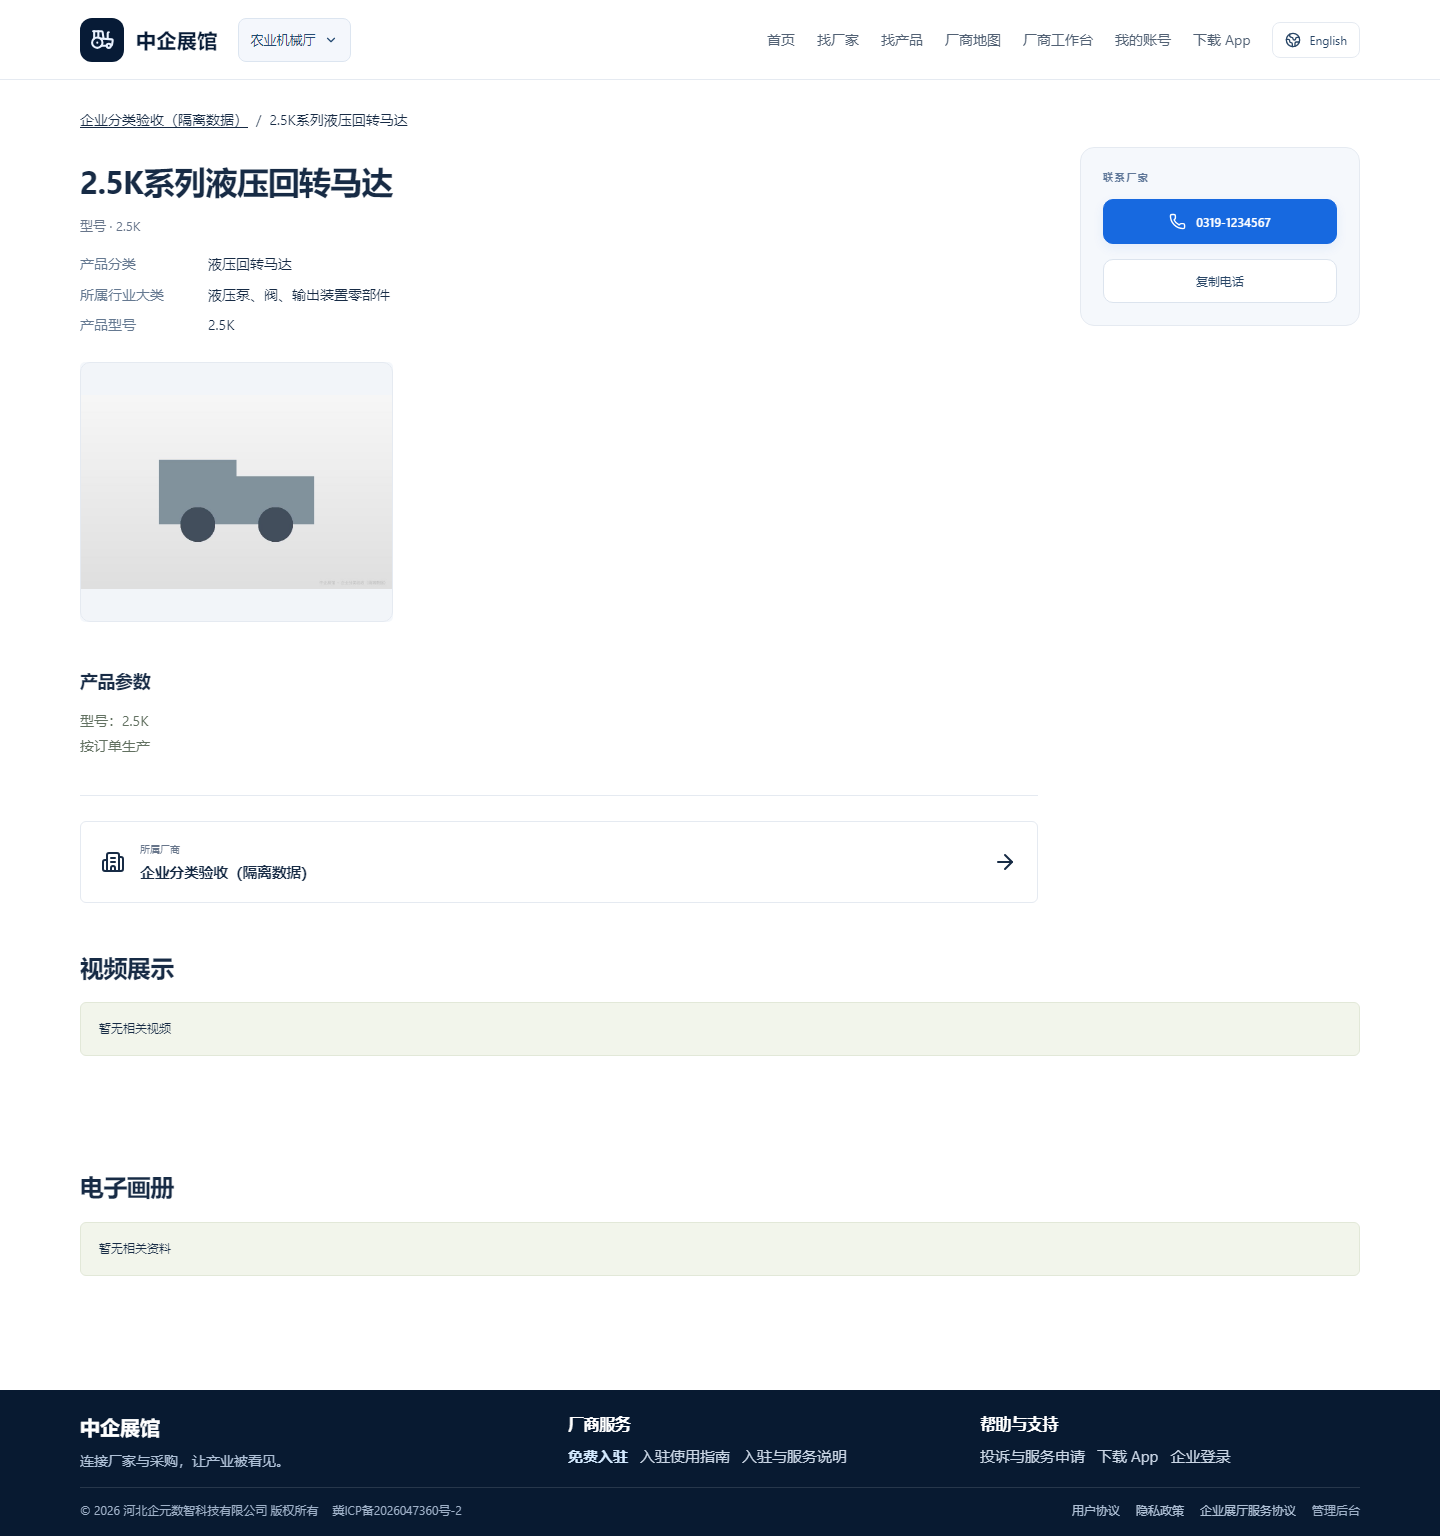 中企展馆
农业机械厅
首页 找厂家 找产品 厂商地图 厂商工作台 我的账号 下载 App English
企业分类验收（隔离数据） / 2.5K系列液压回转马达
2.5K系列液压回转马达
型号 · 2.5K
产品分类 液压回转马达
所属行业大类 液压泵、阀、输出装置零部件
产品型号 2.5K
联系厂家
0319-1234567
复制电话
产品参数
型号：2.5K
按订单生产
所属厂商
企业分类验收（隔离数据）
视频展示
暂无相关视频
电子画册
暂无相关资料
中企展馆
连接厂家与采购，让产业被看见。
厂商服务
免费入驻 入驻使用指南 入驻与服务说明
帮助与支持
投诉与服务申请 下载 App 企业登录
© 2026 河北企元数智科技有限公司 版权所有 冀ICP备2026047360号-2
用户协议 隐私政策 企业展厅服务协议 管理后台